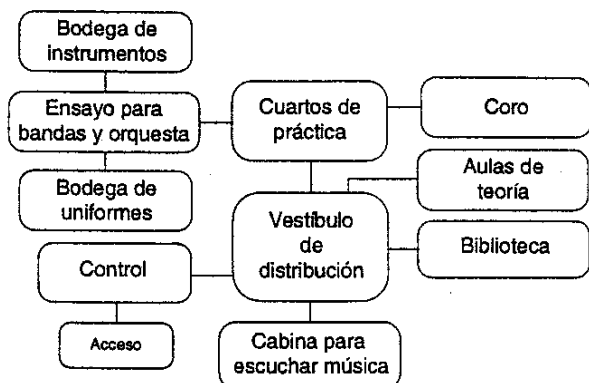 Bodega de
instrumentos
Ensayo para
bandas y orquesta
Bodega de
uniformes
Cuartos de
práctica
Coro
Aulas de
teoría
Vestíbulo
de
distribución
Biblioteca
Control
Acceso
Cabina para
escuchar música